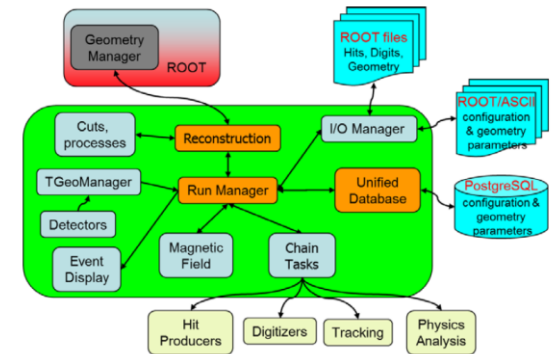 Geometry
Manager
ROOT
ROOT files
Hits, Digits,
Geometry
ROOT/ASCII
configuration
& geometry
parameters
Cuts,
processes
Reconstruction
I/O Manager
TGeoManager
Run Manager
Unified
Database
PostgreSQL
configuration &
geometry
parameters
Detectors
Event
Display
Magnetic
Field
Chain
Tasks
Hit
Producers
Digitizers
Tracking
Physics
Analysis